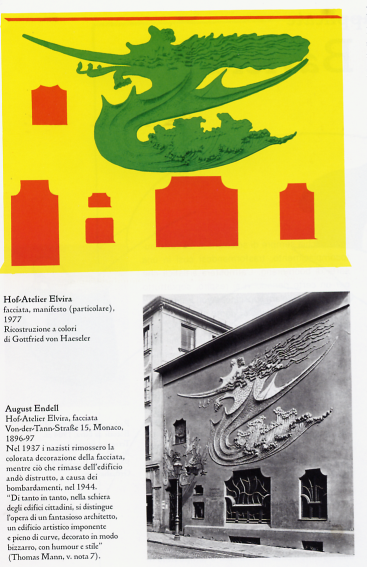 Hof-Atelier Elvira
facciata, manifesto (particolare),
1977
Ricostruzione a colori
di Gottfried von Haeseler
August Endell
Hof-Atelier Elvira, facciata
Von-der-Tann-Straße 15, Monaco,
1896-97
Nel 1937 i nazisti rimossero la
colorata decorazione della facciata,
mentre ciò che rimase dell'edificio
andò distrutto, a causa dei
bombardamenti, nel 1944.
"Di tanto in tanto, nella schiera
degli edifici cittadini, si distingue
l'opera di un fantasioso architetto,
un edificio artistico imponente
e pieno di curve, decorato in modo
bizzarro, con humour e stile"
(Thomas Mann, v. nota 7).